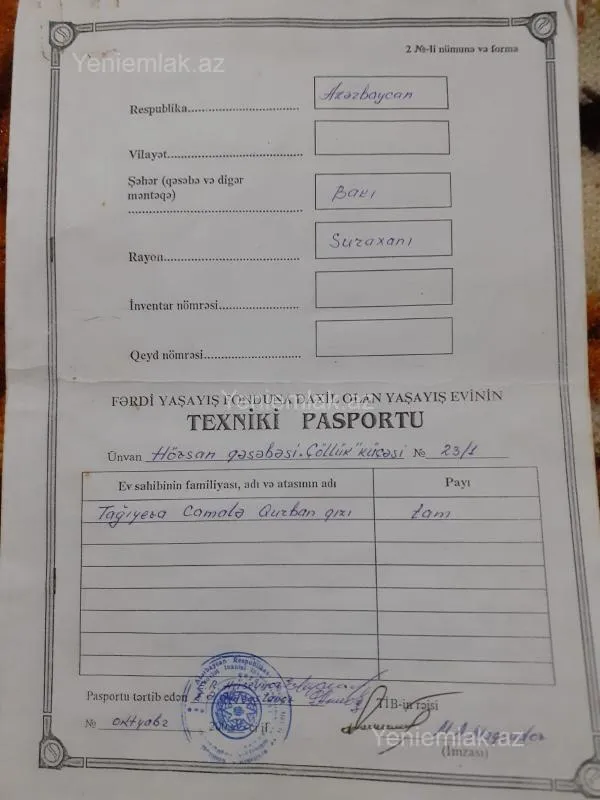 Yeniemlak.az
2 №-li nümunə və forma
Respublika............................ Azərbaycan
Vilayət...................................
Şəhər (qəsəbə və digər
məntəqə) Bakı
Rayon.................................... Suraxanı
İnventar nömrəsi.....................
Qeyd nömrəsi.........................
FƏRDİ YAŞAYIŞ FONDUNA DAXİL OLAN YAŞAYIŞ EVİNİN
Yeniemlak.az
TEXNİKİ PASPORTU
Ünvan Hövsan qəsəbəsi "Çöllük" küçəsi № 23/1
Ev sahibinin familiyası, adı və atasının adı Payı
Tağıyeva Camalə Qurban qızı tam
Pasportu tərtib edən TİB-in rəisi
№ oktyabr
Yeniemlak.az
(İmzası)